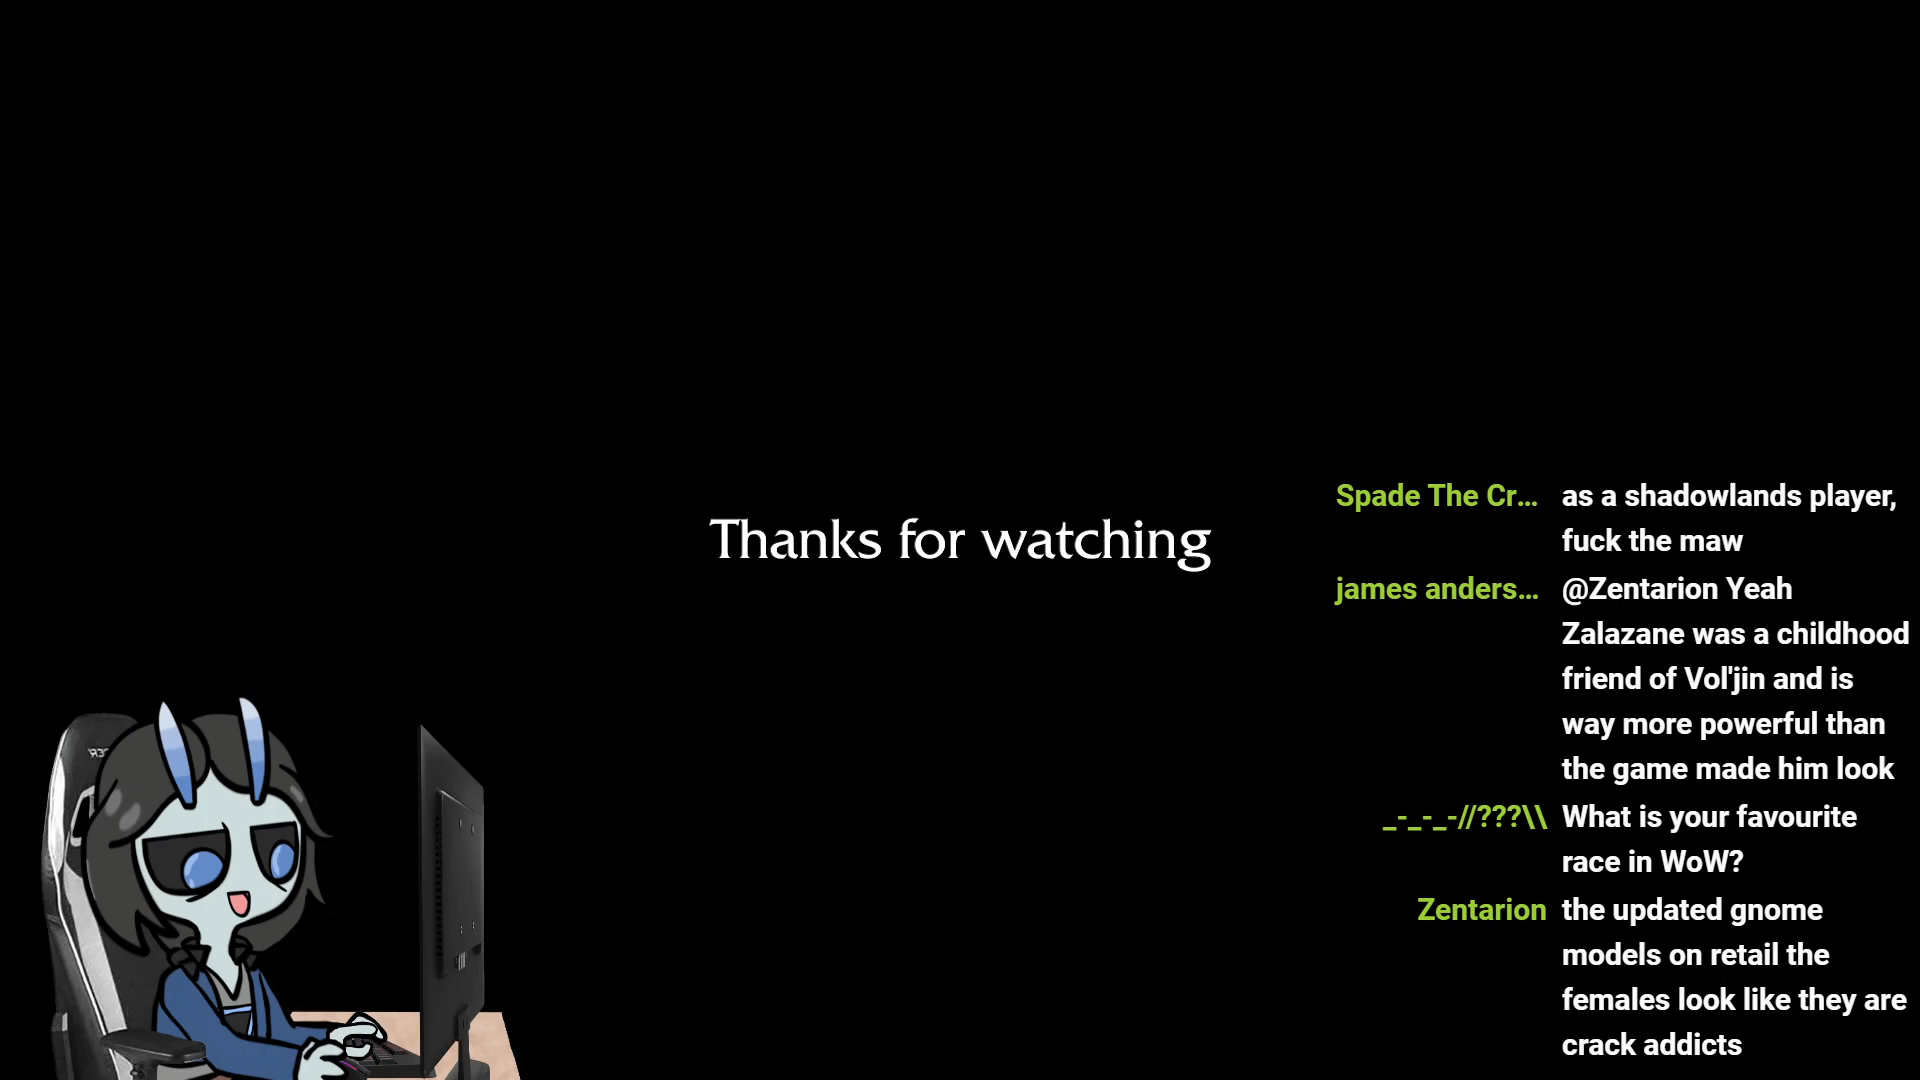 Thanks for watching
Spade The Cr... as a shadowlands player,
fuck the maw
james anders... @Zentarion Yeah
Zalazane was a childhood
friend of Vol'jin and is
way more powerful than
the game made him look
_-_-_-//???\\ What is your favourite
race in WoW?
Zentarion the updated gnome
models on retail the
females look like they are
crack addicts